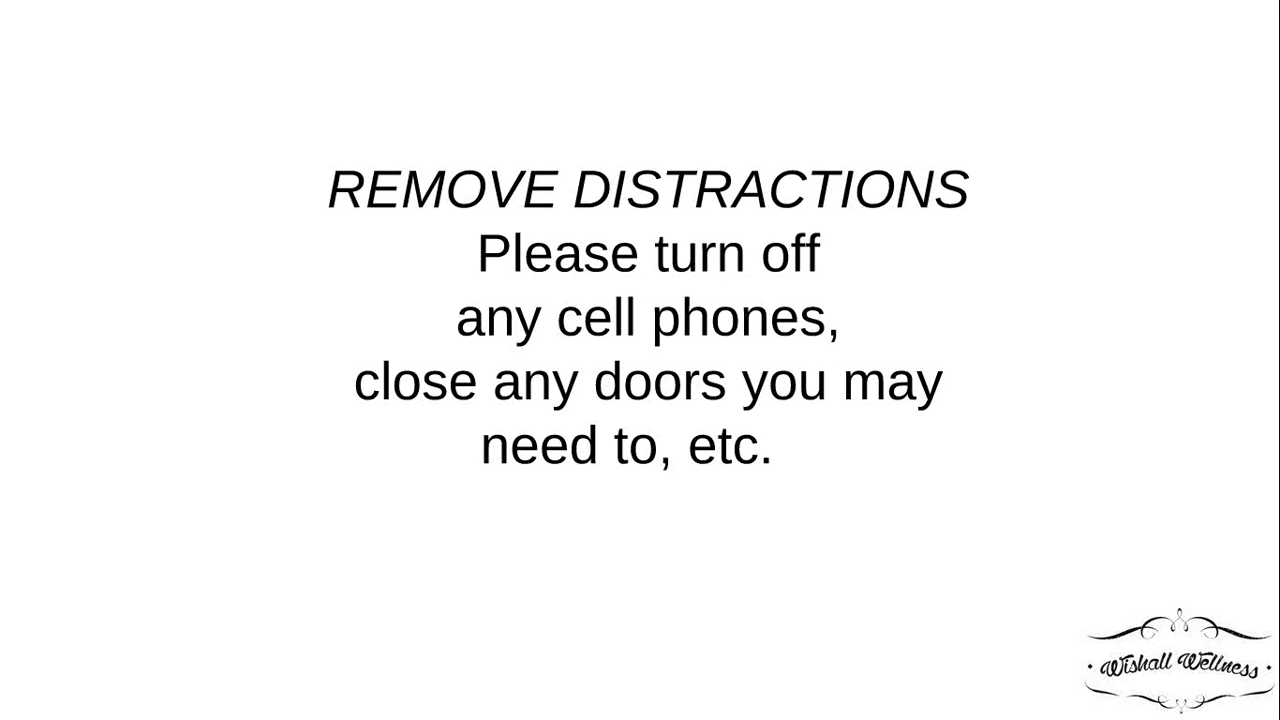 REMOVE DISTRACTIONS
Please turn off
any cell phones,
close any doors you may
need to, etc.
Wishall Wellness